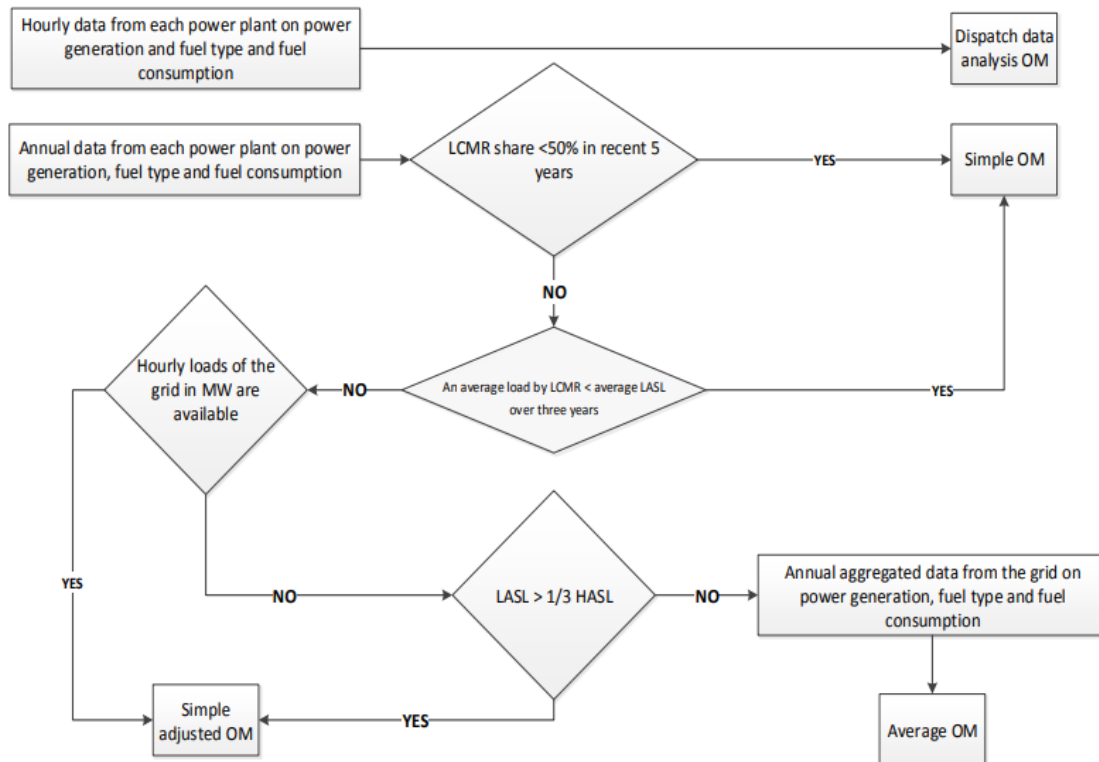 Hourly data from each power plant on power
generation and fuel type and fuel
consumption
Dispatch data
analysis OM
Annual data from each power plant on power
generation, fuel type and fuel consumption
LCMR share <50% in recent 5
years
YES
Simple OM
NO
Hourly loads of the
grid in MW are
available
NO
An average load by LCMR < average LASL
over three years
YES
YES
NO
LASL > 1/3 HASL
NO
Annual aggregated data from the grid on
power generation, fuel type and fuel
consumption
Simple
adjusted OM
YES
Average OM